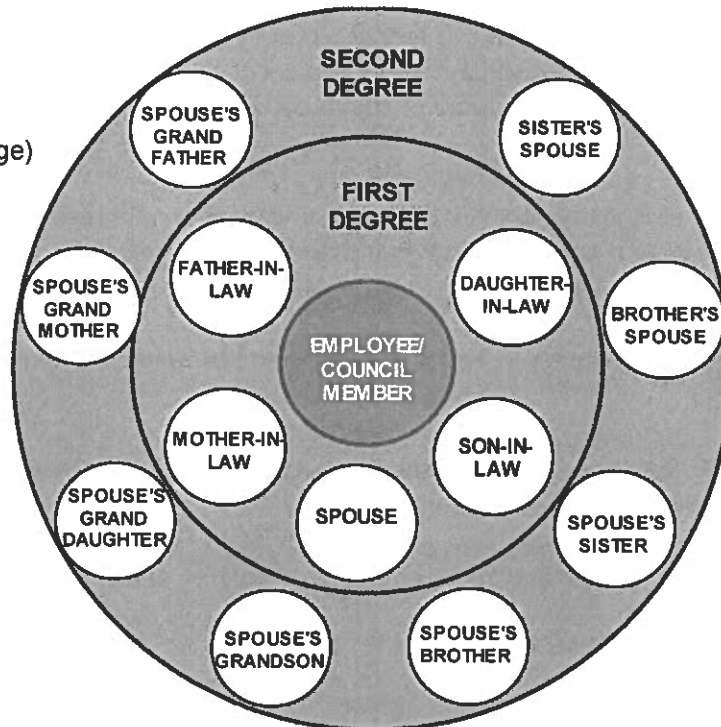 SECOND
DEGREE
SPOUSE'S
GRAND
FATHER
SISTER'S
SPOUSE
ge)
FIRST
DEGREE
FATHER-IN-
LAW
DAUGHTER-
IN-LAW
SPOUSE'S
GRAND
MOTHER
BROTHER'S
SPOUSE
EMPLOYEE/
COUNCIL
MEMBER
MOTHER-IN-
LAW
SON-IN-
LAW
SPOUSE'S
GRAND
DAUGHTER
SPOUSE
SPOUSE'S
SISTER
SPOUSE'S
GRANDSON
SPOUSE'S
BROTHER